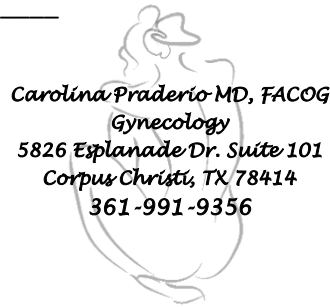 Carolina Praderio MD, FACOG
Gynecology
5826 Esplanade Dr. Suite 101
Corpus Christi, TX 78414
361-991-9356